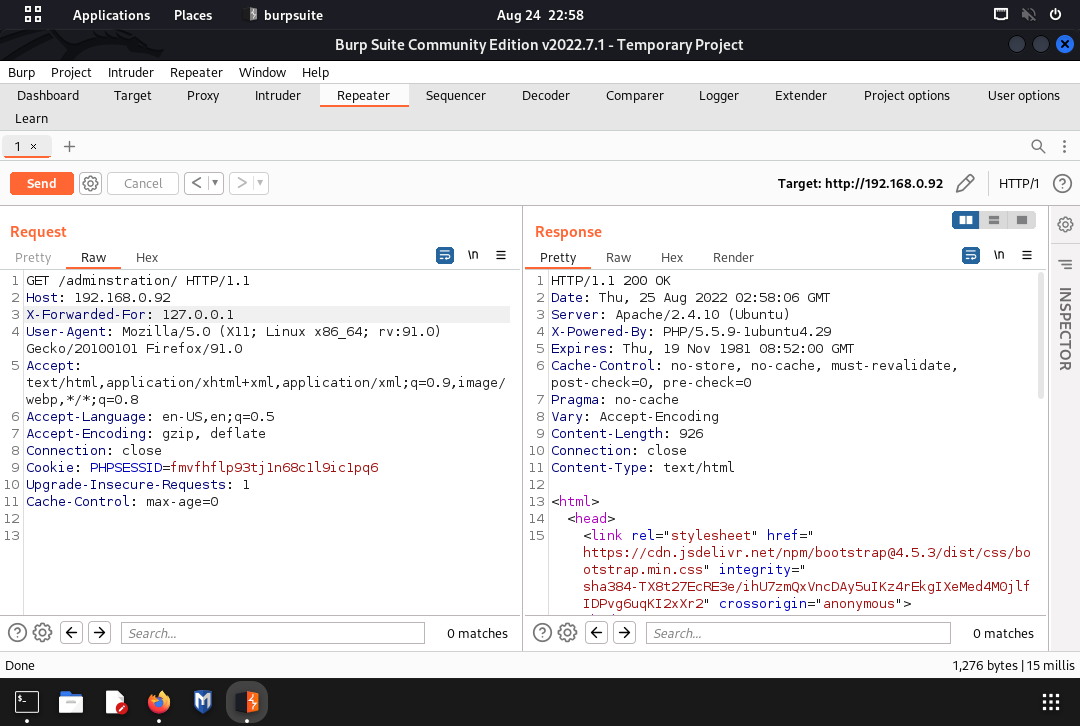 Applications Places burpsuite Aug 24 22:58
Burp Suite Community Edition v2022.7.1 - Temporary Project
Burp Project Intruder Repeater Window Help
Dashboard Target Proxy Intruder Repeater Sequencer Decoder Comparer Logger Extender Project options User options
Learn
1 × +
Send Cancel < > Target: http://192.168.0.92 HTTP/1 ?
Request
Pretty Raw Hex \n
1 GET /adminstration/ HTTP/1.1
2 Host: 192.168.0.92
3 X-Forwarded-For: 127.0.0.1
4 User-Agent: Mozilla/5.0 (X11; Linux x86_64; rv:91.0)
Gecko/20100101 Firefox/91.0
5 Accept:
text/html,application/xhtml+xml,application/xml;q=0.9,image/
webp,*/*;q=0.8
6 Accept-Language: en-US,en;q=0.5
7 Accept-Encoding: gzip, deflate
8 Connection: close
9 Cookie: PHPSESSID=fmvfhflp93tj1n68c1l9ic1pq6
10 Upgrade-Insecure-Requests: 1
11 Cache-Control: max-age=0
12
13
Search... 0 matches
Response
Pretty Raw Hex Render \n
1 HTTP/1.1 200 OK
2 Date: Thu, 25 Aug 2022 02:58:06 GMT
3 Server: Apache/2.4.10 (Ubuntu)
4 X-Powered-By: PHP/5.5.9-1ubuntu4.29
5 Expires: Thu, 19 Nov 1981 08:52:00 GMT
6 Cache-Control: no-store, no-cache, must-revalidate,
post-check=0, pre-check=0
7 Pragma: no-cache
8 Vary: Accept-Encoding
9 Content-Length: 926
10 Connection: close
11 Content-Type: text/html
12
13 <html>
14 <head>
15 <link rel="stylesheet" href="
https://cdn.jsdelivr.net/npm/bootstrap@4.5.3/dist/css/bo
otstrap.min.css" integrity="
sha384-TX8t27EcRE3e/ihU7zmQxVncDAy5uIKz4rEkgIXeMed4M0jlf
IDPvg6uqKI2xXr2" crossorigin="anonymous">
Search... 0 matches
INSPECTOR
Done 1,276 bytes | 15 millis